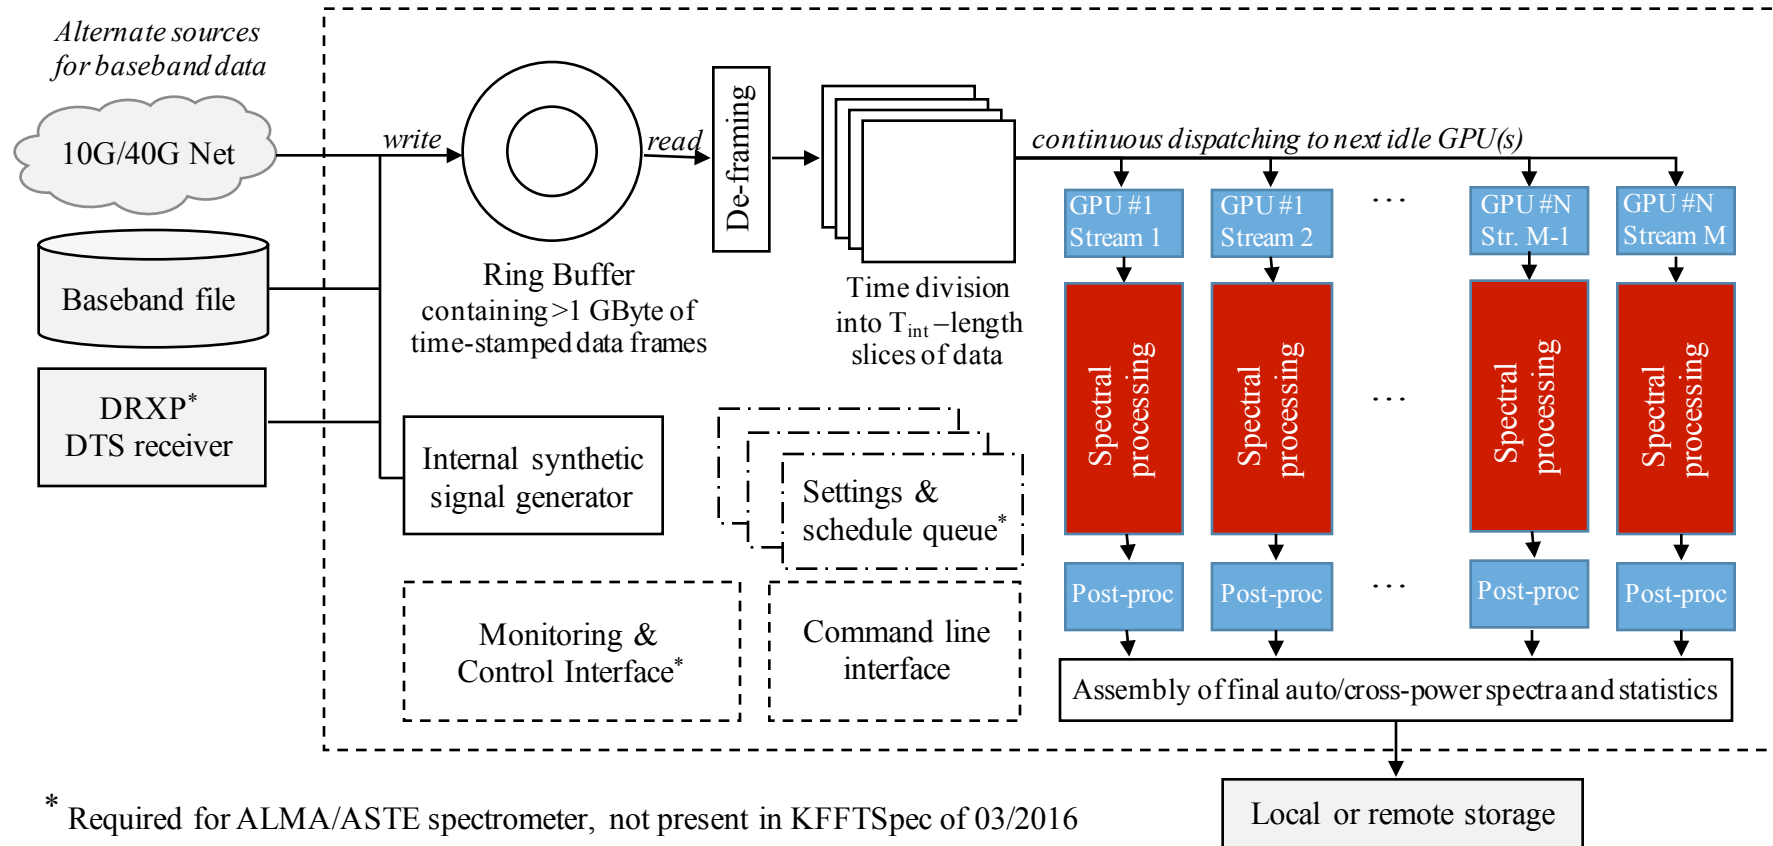 Alternate sources
for baseband data
10G/40G Net
Baseband file
DRXP*
DTS receiver
write
read
Ring Buffer
containing >1 GByte of
time-stamped data frames
De-framing
Time division
into Tint –length
slices of data
Internal synthetic
signal generator
Settings &
schedule queue*
Monitoring &
Control Interface*
Command line
interface
continuous dispatching to next idle GPU(s)
GPU #1
Stream 1
GPU #1
Stream 2
...
GPU #N
Str. M-1
GPU #N
Stream M
Spectral
processing
Spectral
processing
...
Spectral
processing
Spectral
processing
Post-proc
Post-proc
...
Post-proc
Post-proc
Assembly of final auto/cross-power spectra and statistics
Local or remote storage
* Required for ALMA/ASTE spectrometer, not present in KFFTSpec of 03/2016